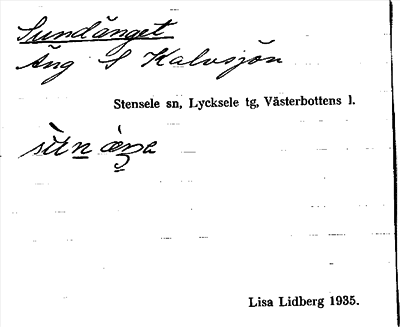 Sundänget
Äng S Kalvsjön
Stensele sn, Lycksele tg, Västerbottens l.
Lisa Lidberg 1935.